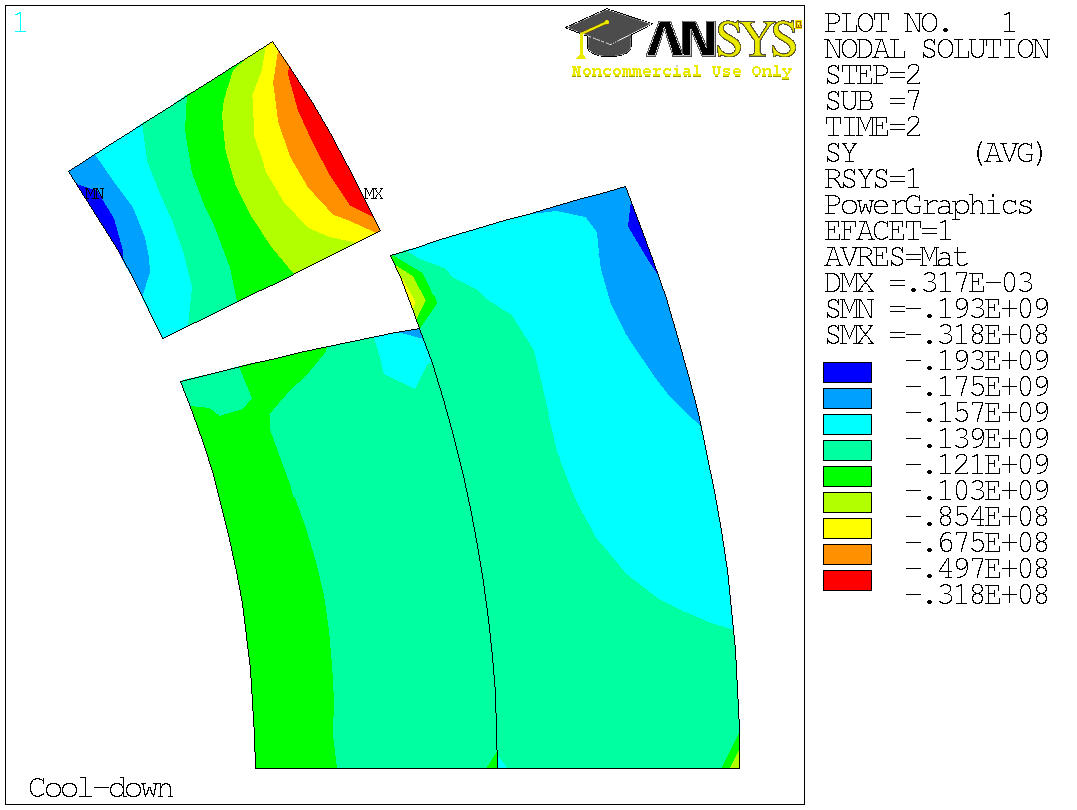 1
ANSYS
Noncommercial Use Only
MN
MX
Cool-down
PLOT NO. 1
NODAL SOLUTION
STEP=2
SUB =7
TIME=2
SY (AVG)
RSYS=1
PowerGraphics
EFACET=1
AVRES=Mat
DMX =.317E-03
SMN =-.193E+09
SMX =-.318E+08
-.193E+09
-.175E+09
-.157E+09
-.139E+09
-.121E+09
-.103E+09
-.854E+08
-.675E+08
-.497E+08
-.318E+08